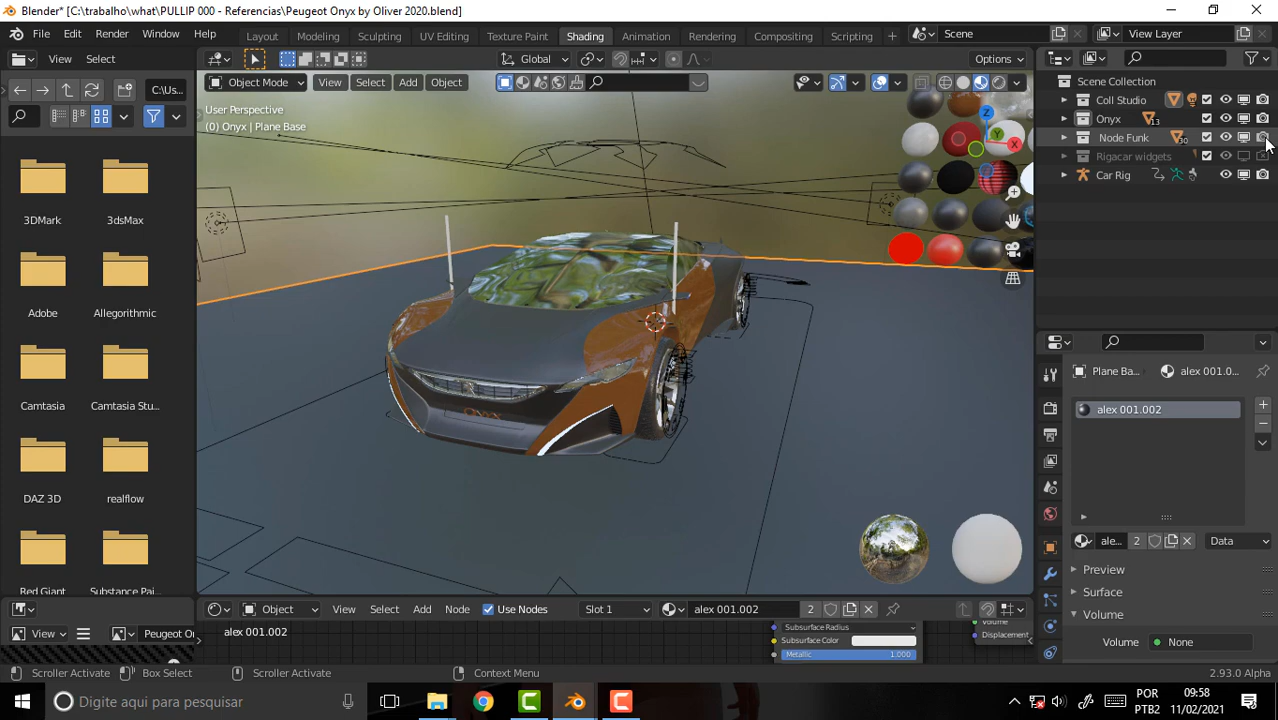 Blender* [C:\trabalho\what\PULLIP 000 - Referencias\Peugeot Onyx by Oliver 2020.blend]
File Edit Render Window Help
Layout Modeling Sculpting UV Editing Texture Paint Shading Animation Rendering Compositing Scripting
Scene View Layer
View Select Global Options
C:\Us...
Object Mode View Select Add Object
User Perspective
(0) Onyx | Plane Base
Z
Y
X
ONYX
3DMark 3dsMax
Adobe Allegorithmic
Camtasia Camtasia Stu...
DAZ 3D realflow
Red Giant Substance Pai...
Scene Collection
Coll Studio
Onyx 13
Node Funk 30
Rigacar widgets
Car Rig
Plane Ba... alex 001.0...
alex 001.002
ale... 2 Data
Preview
Surface
Volume
Volume None
Object View Select Add Node Use Nodes Slot 1 alex 001.002 2
View Peugeot On
alex 001.002
Subsurface Radius
Subsurface Color
Metallic 1.000
Volume
Displacement
Scroller Activate Box Select Scroller Activate Context Menu 2.93.0 Alpha
Digite aqui para pesquisar
POR
PTB2
09:58
11/02/2021